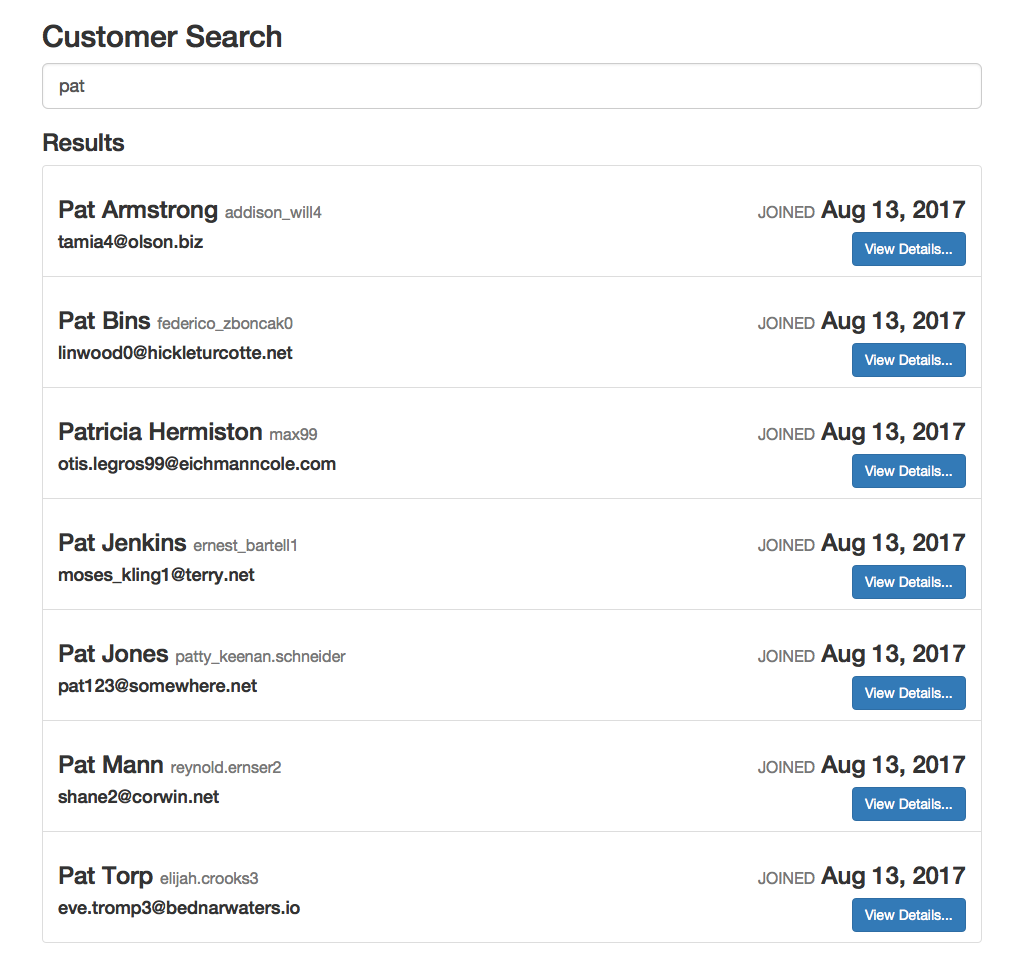 Customer Search
pat
Results
Pat Armstrong addison_will4 JOINED Aug 13, 2017
tamia4@olson.biz View Details...
Pat Bins federico_zboncak0 JOINED Aug 13, 2017
linwood0@hickleturcotte.net View Details...
Patricia Hermiston max99 JOINED Aug 13, 2017
otis.legros99@eichmanncole.com View Details...
Pat Jenkins ernest_bartell1 JOINED Aug 13, 2017
moses_kling1@terry.net View Details...
Pat Jones patty_keenan.schneider JOINED Aug 13, 2017
pat123@somewhere.net View Details...
Pat Mann reynold.ernser2 JOINED Aug 13, 2017
shane2@corwin.net View Details...
Pat Torp elijah.crooks3 JOINED Aug 13, 2017
eve.tromp3@bednarwaters.io View Details...